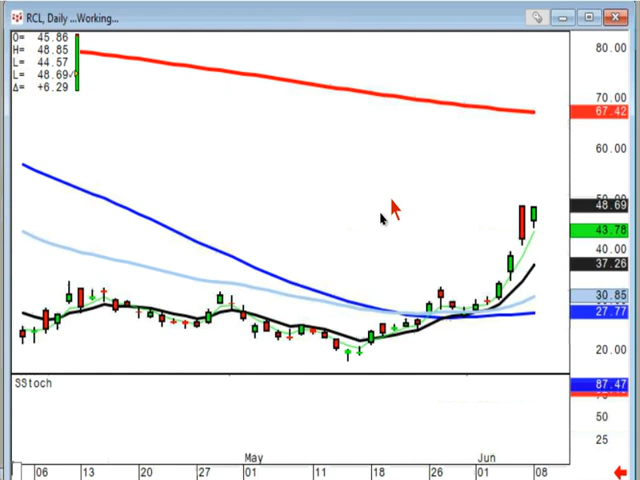 RCL, Daily ...Working...
O= 45.86
H= 48.85
L= 44.57
L= 48.69✓
Δ= +6.29
80.00
70.00
67.42
60.00
48.69
43.78
40.00
37.26
30.85
27.77
20.00
SStoch
87.47
50
25
May
Jun
06 13 20 27 01 11 18 26 01 08